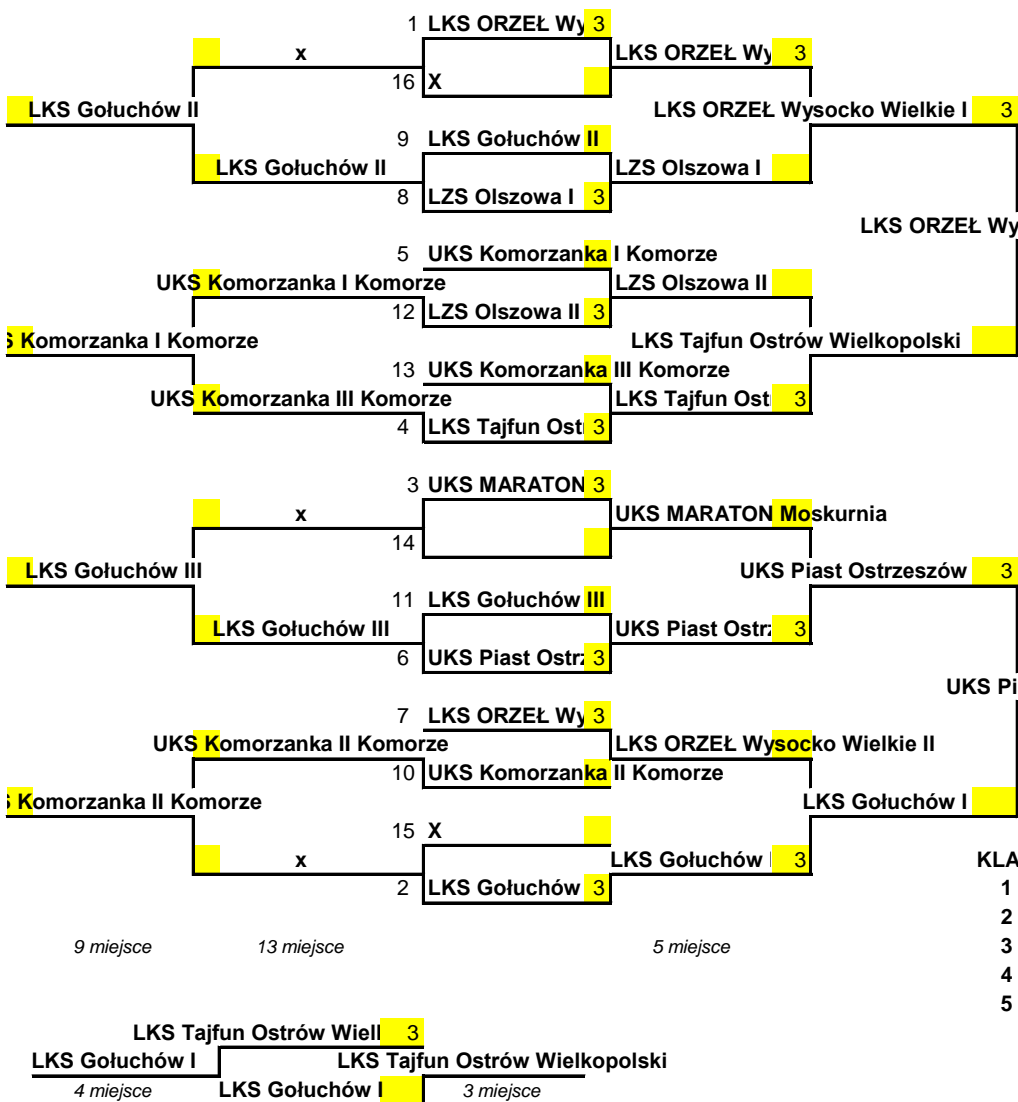 1 LKS ORZEŁ Wy 3
x LKS ORZEŁ Wy 3
16 X
LKS Gołuchów II LKS ORZEŁ Wysocko Wielkie I 3
9 LKS Gołuchów II
LKS Gołuchów II LZS Olszowa I
8 LZS Olszowa I 3
LKS ORZEŁ Wy
5 UKS Komorzanka I Komorze
UKS Komorzanka I Komorze LZS Olszowa II
12 LZS Olszowa II 3
S Komorzanka I Komorze LKS Tajfun Ostrów Wielkopolski
13 UKS Komorzanka III Komorze
UKS Komorzanka III Komorze LKS Tajfun Ost 3
4 LKS Tajfun Ost 3
3 UKS MARATON 3
x UKS MARATON Moskurnia
14
LKS Gołuchów III UKS Piast Ostrzeszów 3
11 LKS Gołuchów III
LKS Gołuchów III UKS Piast Ostrz 3
6 UKS Piast Ostrz 3
UKS Pi
7 LKS ORZEŁ Wy 3
UKS Komorzanka II Komorze LKS ORZEŁ Wysocko Wielkie II
10 UKS Komorzanka II Komorze
S Komorzanka II Komorze LKS Gołuchów I
15 X
x LKS Gołuchów I 3 KLA
2 LKS Gołuchów 3 1
2
9 miejsce 13 miejsce 5 miejsce 3
4
5
LKS Tajfun Ostrów Wiel 3
LKS Gołuchów I LKS Tajfun Ostrów Wielkopolski
4 miejsce LKS Gołuchów I 3 miejsce